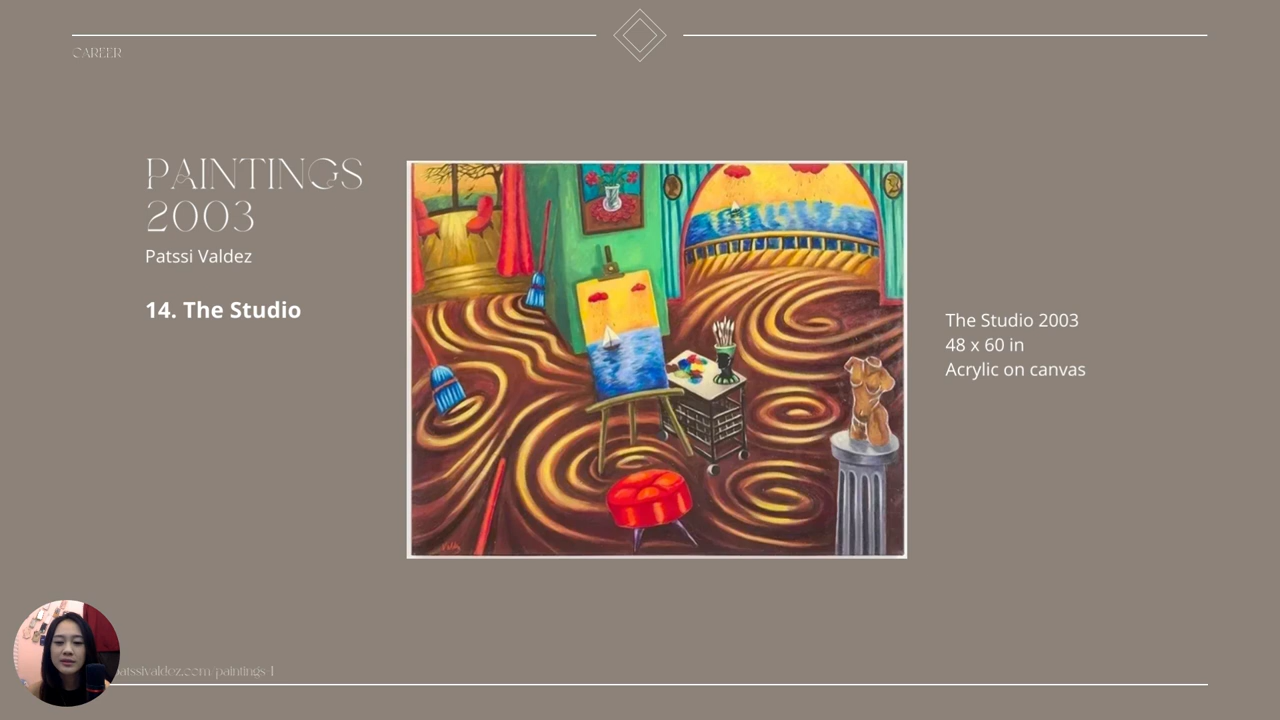 CAREER
PAINTINGS
2003
Patssi Valdez
14. The Studio
The Studio 2003
48 x 60 in
Acrylic on canvas
patssivaldez.com/paintings-1